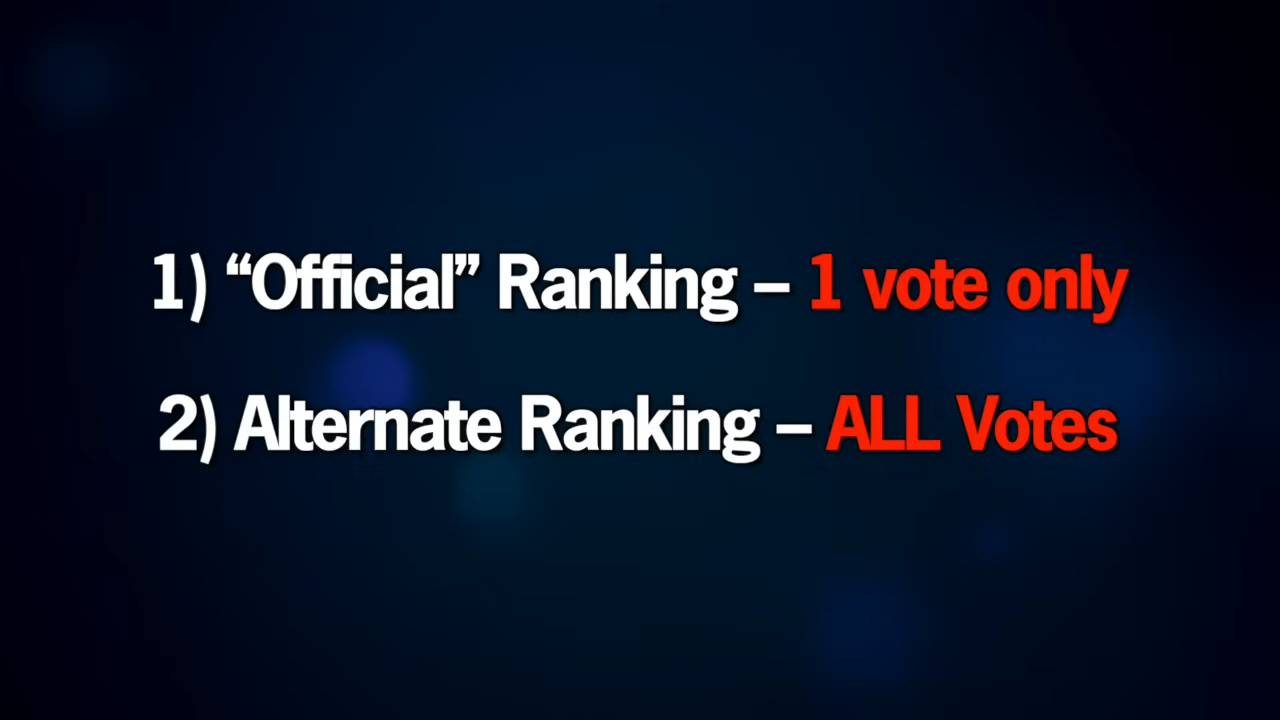 1) “Official” Ranking – 1 vote only
2) Alternate Ranking – ALL Votes